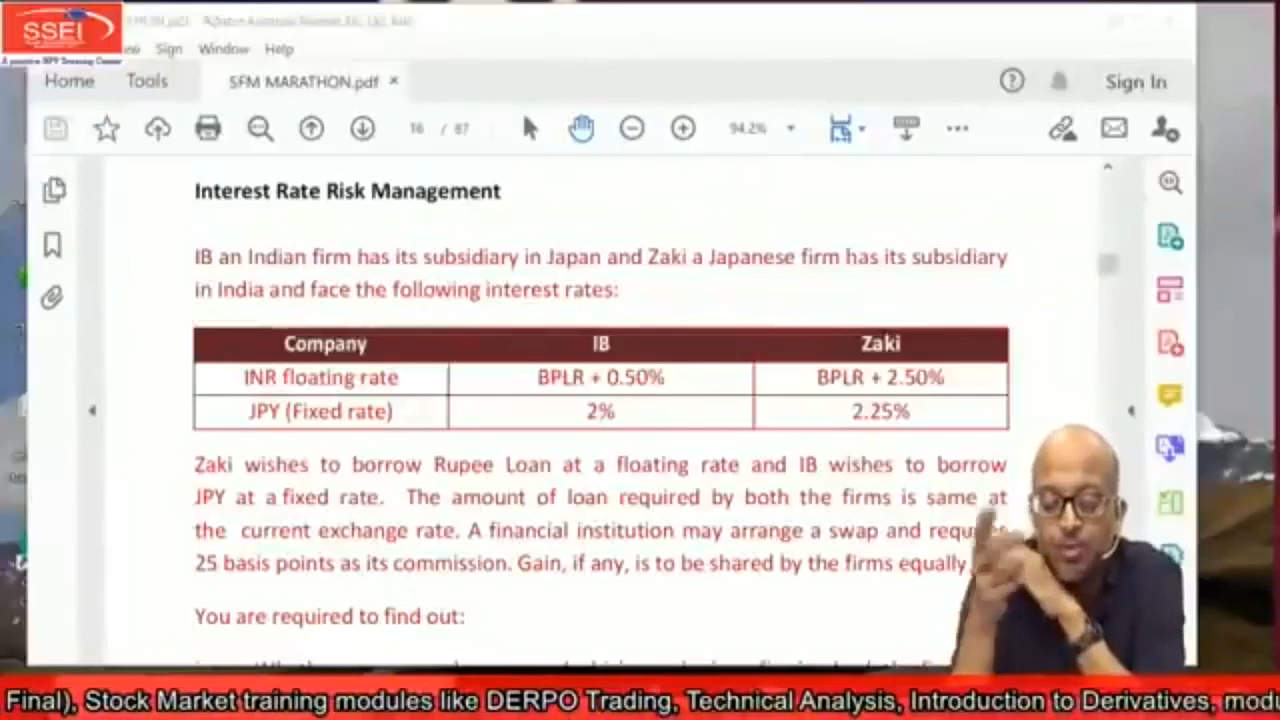 SSEI
Sign Window Help
Home Tools SFM MARATHON.pdf × Sign In
16 / 87 94.2%
Interest Rate Risk Management
IB an Indian firm has its subsidiary in Japan and Zaki a Japanese firm has its subsidiary
in India and face the following interest rates:
Company IB Zaki
INR floating rate BPLR + 0.50% BPLR + 2.50%
JPY (Fixed rate) 2% 2.25%
Zaki wishes to borrow Rupee Loan at a floating rate and IB wishes to borrow
JPY at a fixed rate. The amount of loan required by both the firms is same at
the current exchange rate. A financial institution may arrange a swap and
25 basis points as its commission. Gain, if any, is to be shared by the firms equally
You are required to find out:
Final), Stock Market training modules like DERPO Trading, Technical Analysis, Introduction to Derivatives,